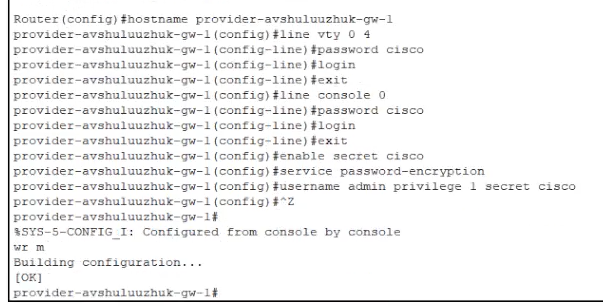 Router(config)#hostname provider-avshuluuzhuk-gw-1
provider-avshuluuzhuk-gw-1(config)#line vty 0 4
provider-avshuluuzhuk-gw-1(config-line)#password cisco
provider-avshuluuzhuk-gw-1(config-line)#login
provider-avshuluuzhuk-gw-1(config-line)#exit
provider-avshuluuzhuk-gw-1(config)#line console 0
provider-avshuluuzhuk-gw-1(config-line)#password cisco
provider-avshuluuzhuk-gw-1(config-line)#login
provider-avshuluuzhuk-gw-1(config-line)#exit
provider-avshuluuzhuk-gw-1(config)#enable secret cisco
provider-avshuluuzhuk-gw-1(config)#service password-encryption
provider-avshuluuzhuk-gw-1(config)#username admin privilege 1 secret cisco
provider-avshuluuzhuk-gw-1(config)#^Z
provider-avshuluuzhuk-gw-1#
%SYS-5-CONFIG_I: Configured from console by console
wr m
Building configuration...
[OK]
provider-avshuluuzhuk-gw-1#